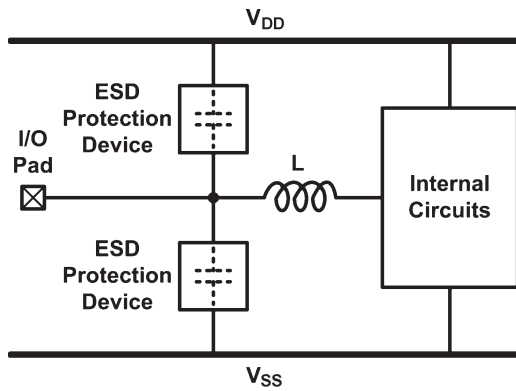 VDD
ESD
Protection
Device
I/O
Pad
L
Internal
Circuits
ESD
Protection
Device
VSS